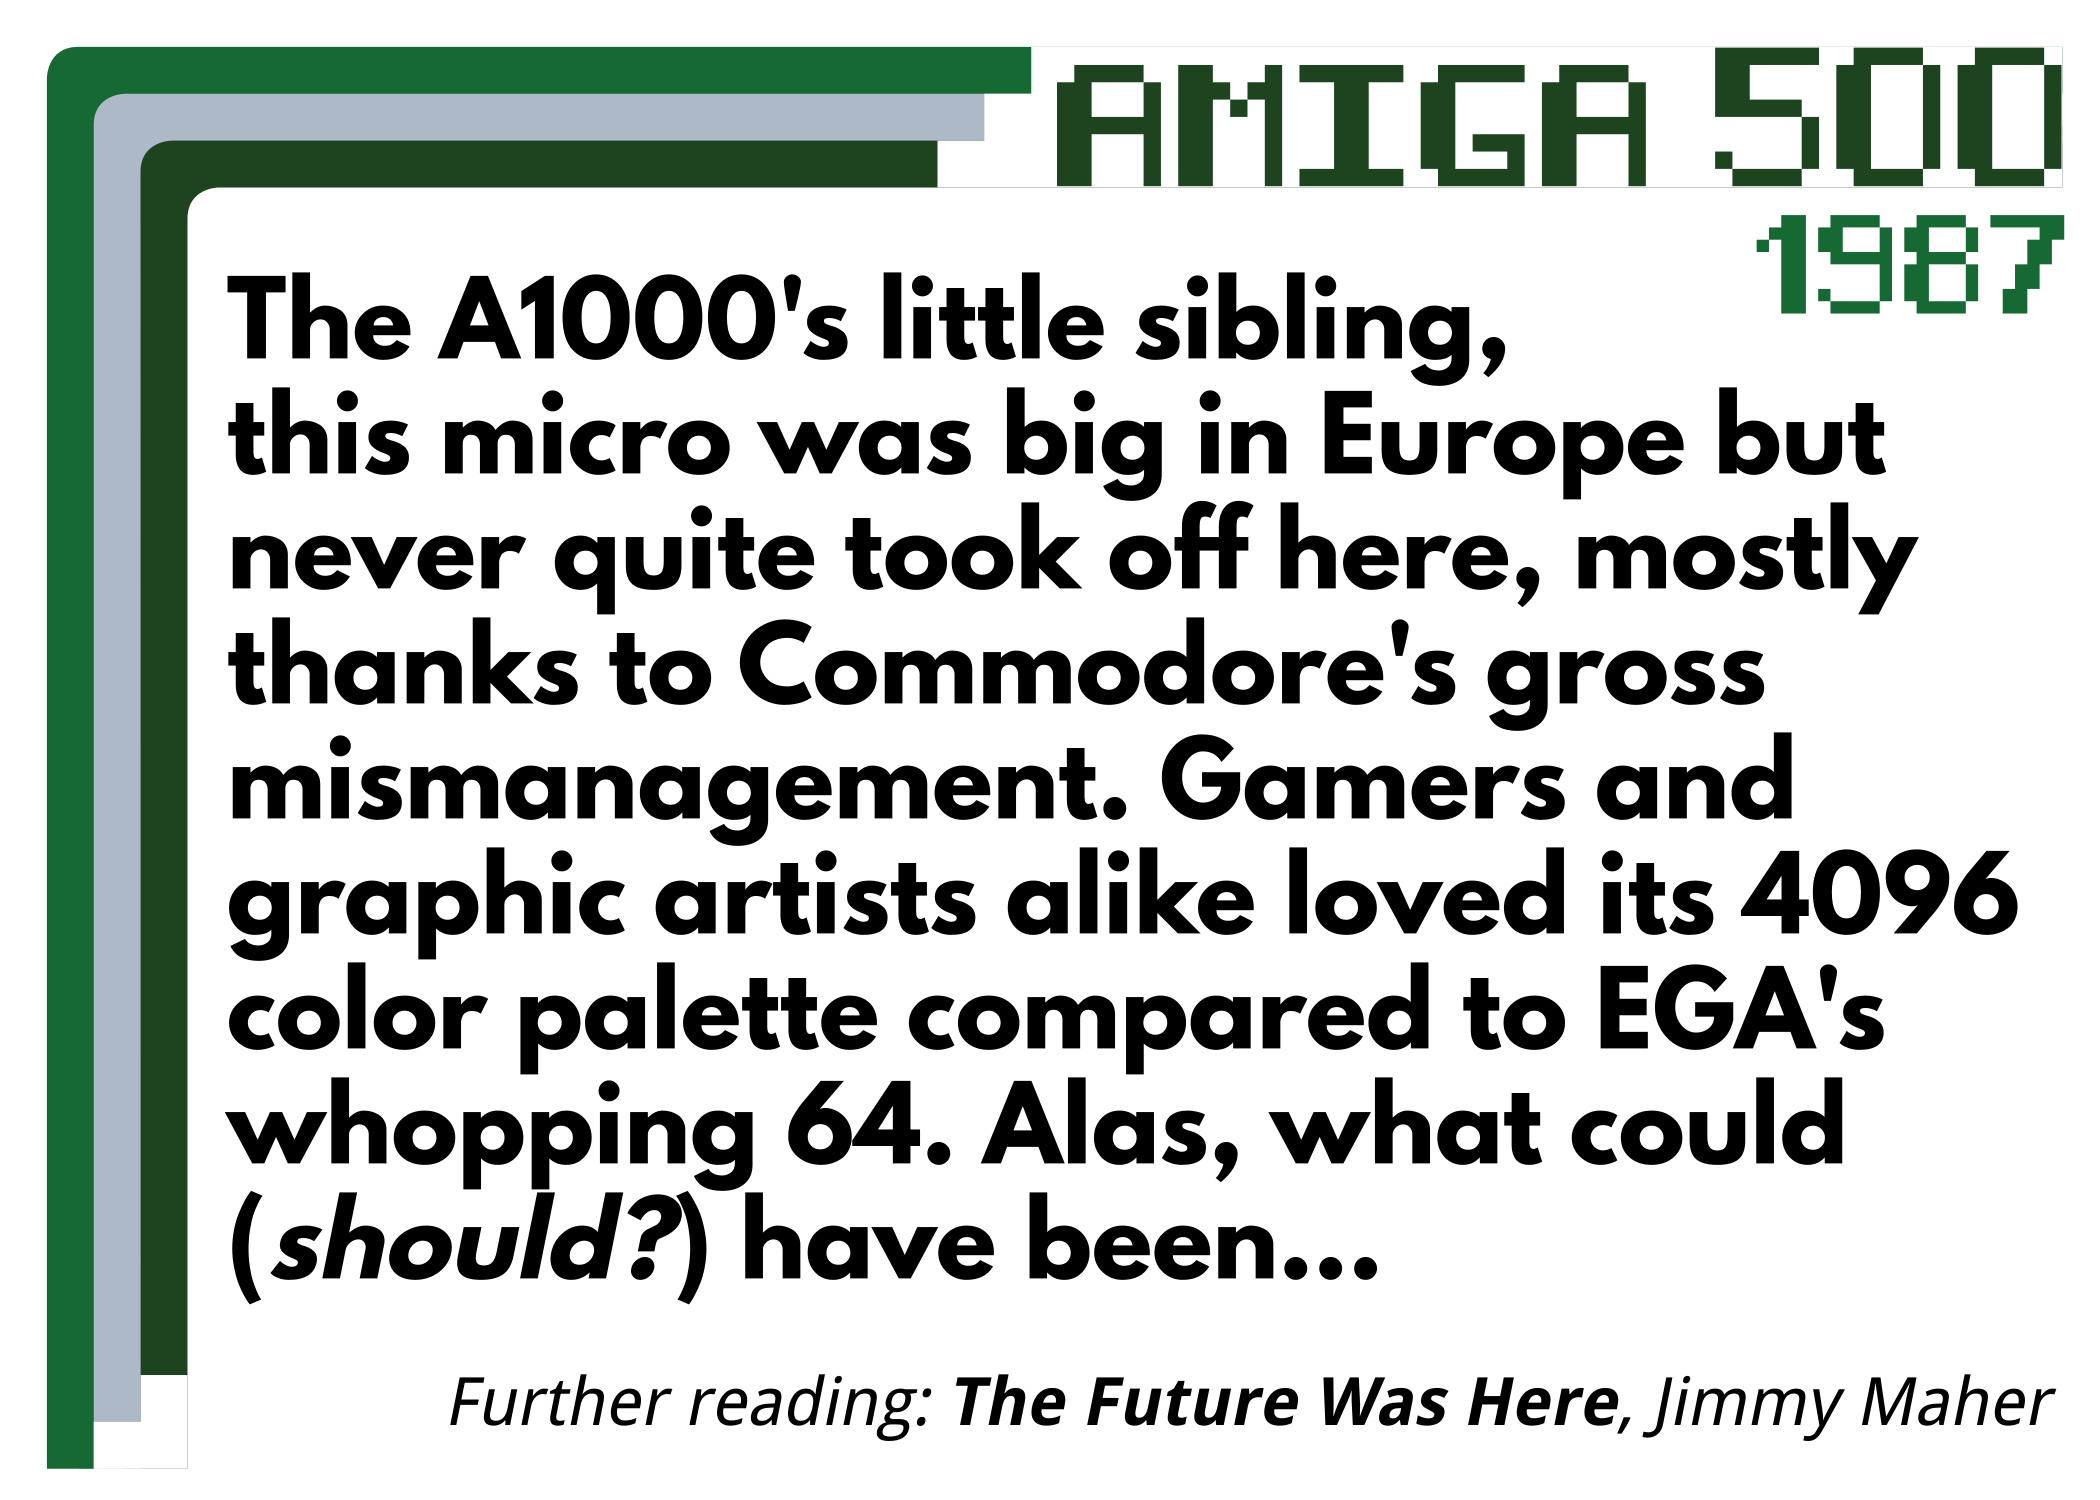 AMIGA 500
1987
The A1000's little sibling,
this micro was big in Europe but
never quite took off here, mostly
thanks to Commodore's gross
mismanagement. Gamers and
graphic artists alike loved its 4096
color palette compared to EGA's
whopping 64. Alas, what could
(should?) have been...
Further reading: The Future Was Here, Jimmy Maher